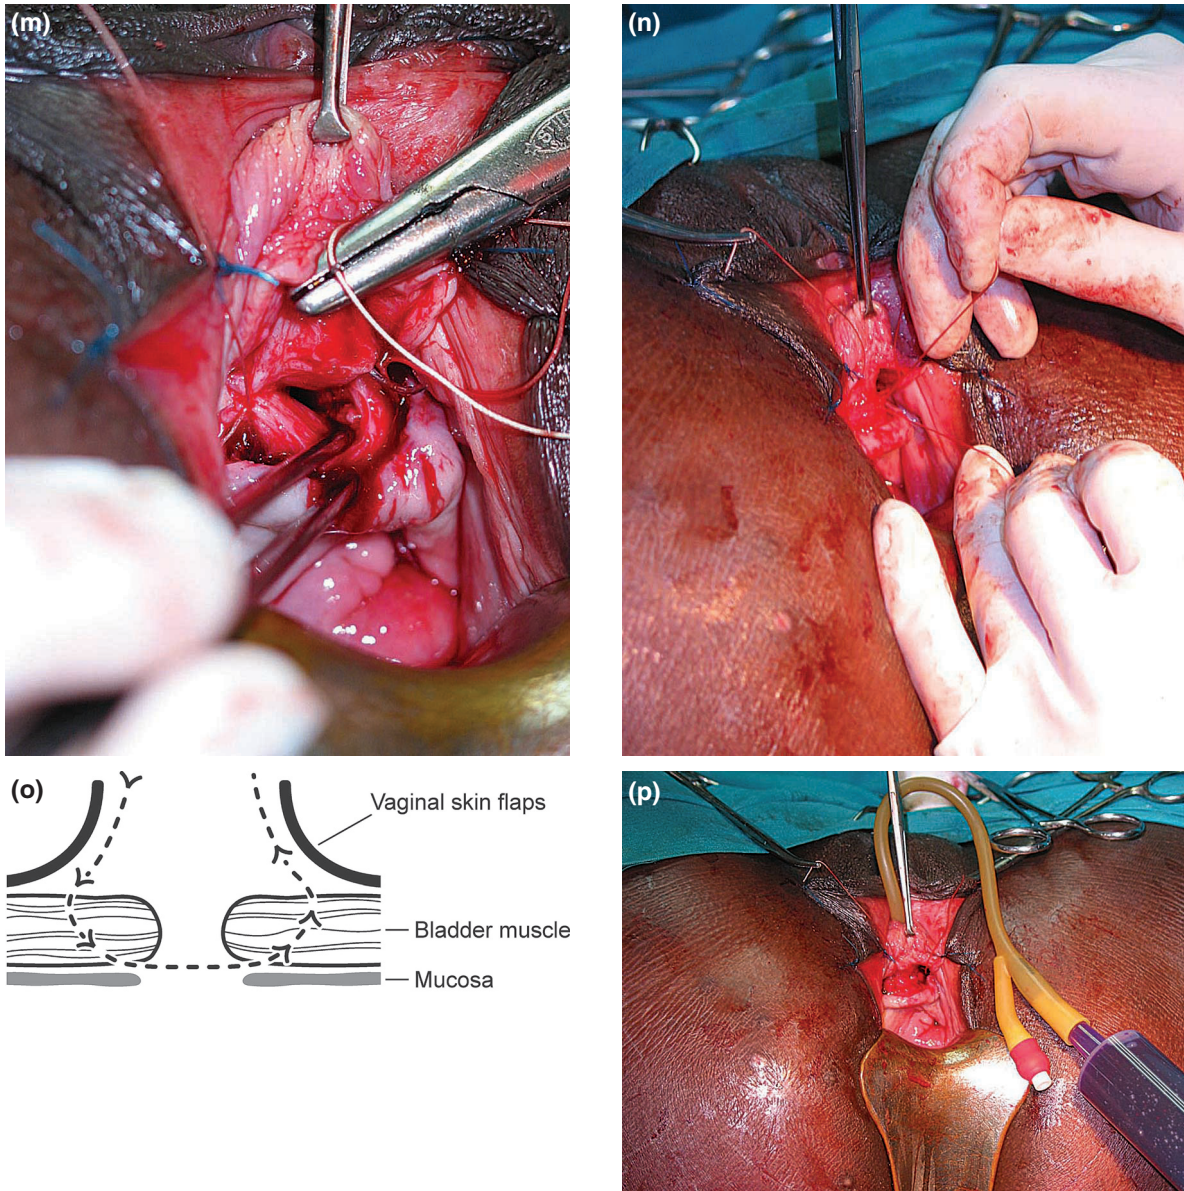 (m)
(n)
(o)
Vaginal skin flaps
Bladder muscle
Mucosa
(p)